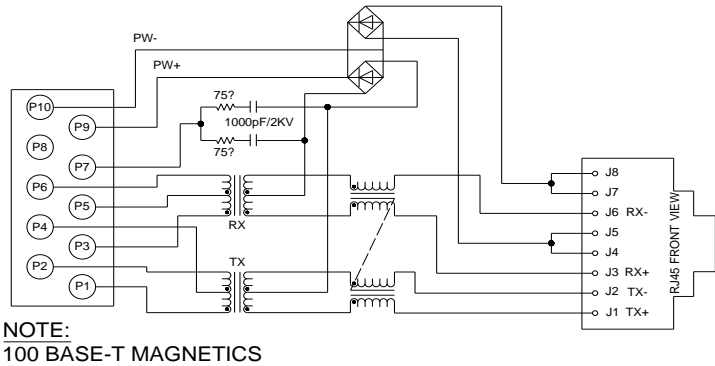 PW-
PW+
75?
1000pF/2KV
75?
P10
P9
P8
P7
P6
P5
P4
P3
P2
P1
RX
TX
J8
J7
J6 RX-
J5
J4
J3 RX+
J2 TX-
J1 TX+
RJ45 FRONT VIEW
NOTE:
100 BASE-T MAGNETICS